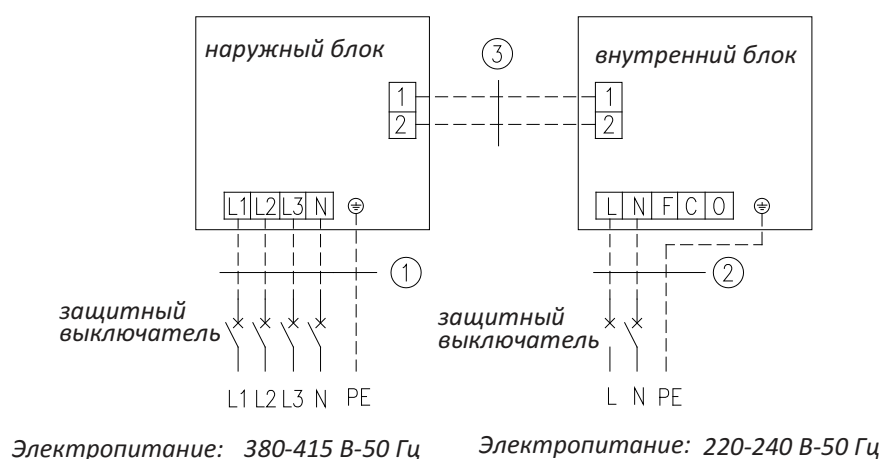 наружный блок
③
внутренний блок
1
1
2
2
L1 L2 L3 N
L N F C O
①
②
защитный
выключатель
защитный
выключатель
L1 L2 L3 N PE
L N PE
Электропитание: 380-415 В-50 Гц
Электропитание: 220-240 В-50 Гц